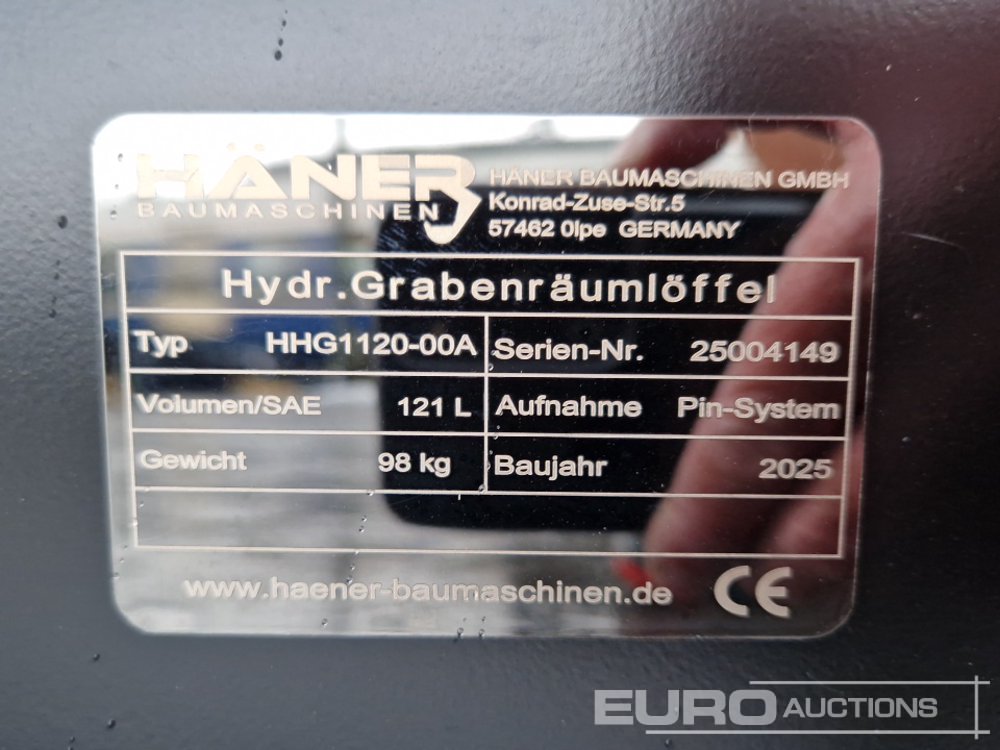 HÄNER
BAUMASCHINEN
HÄNER BAUMASCHINEN GMBH
Konrad-Zuse-Str.5
57462 Olpe GERMANY
Hydr.Grabenräumlöffel
Typ HHG1120-00A Serien-Nr. 25004149
Volumen/SAE 121 L Aufnahme Pin-System
Gewicht 98 kg Baujahr 2025
www.haener-baumaschinen.de CE
EURO AUCTIONS